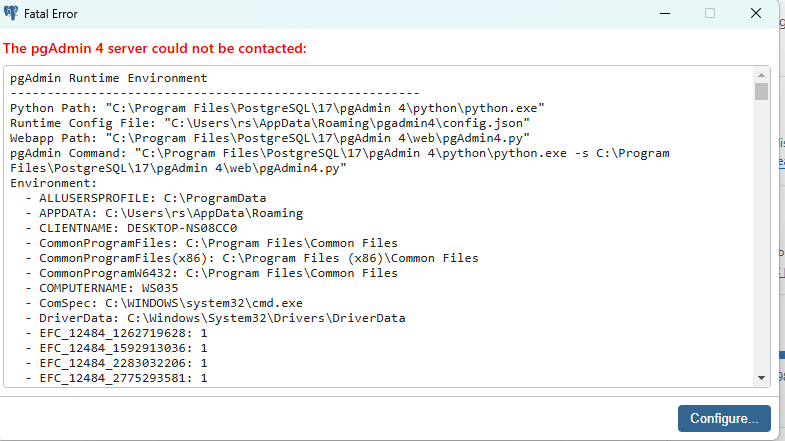 Fatal Error
The pgAdmin 4 server could not be contacted:
pgAdmin Runtime Environment
--------------------------------------------------------
Python Path: "C:\Program Files\PostgreSQL\17\pgAdmin 4\python\python.exe"
Runtime Config File: "C:\Users\rs\AppData\Roaming\pgadmin4\config.json"
Webapp Path: "C:\Program Files\PostgreSQL\17\pgAdmin 4\web\pgAdmin4.py"
pgAdmin Command: "C:\Program Files\PostgreSQL\17\pgAdmin 4\python\python.exe -s C:\Program
Files\PostgreSQL\17\pgAdmin 4\web\pgAdmin4.py"
Environment:
- ALLUSERSPROFILE: C:\ProgramData
- APPDATA: C:\Users\rs\AppData\Roaming
- CLIENTNAME: DESKTOP-NS08CC0
- CommonProgramFiles: C:\Program Files\Common Files
- CommonProgramFiles(x86): C:\Program Files (x86)\Common Files
- CommonProgramW6432: C:\Program Files\Common Files
- COMPUTERNAME: WS035
- ComSpec: C:\WINDOWS\system32\cmd.exe
- DriverData: C:\Windows\System32\Drivers\DriverData
- EFC_12484_1262719628: 1
- EFC_12484_1592913036: 1
- EFC_12484_2283032206: 1
- EFC_12484_2775293581: 1
Configure...